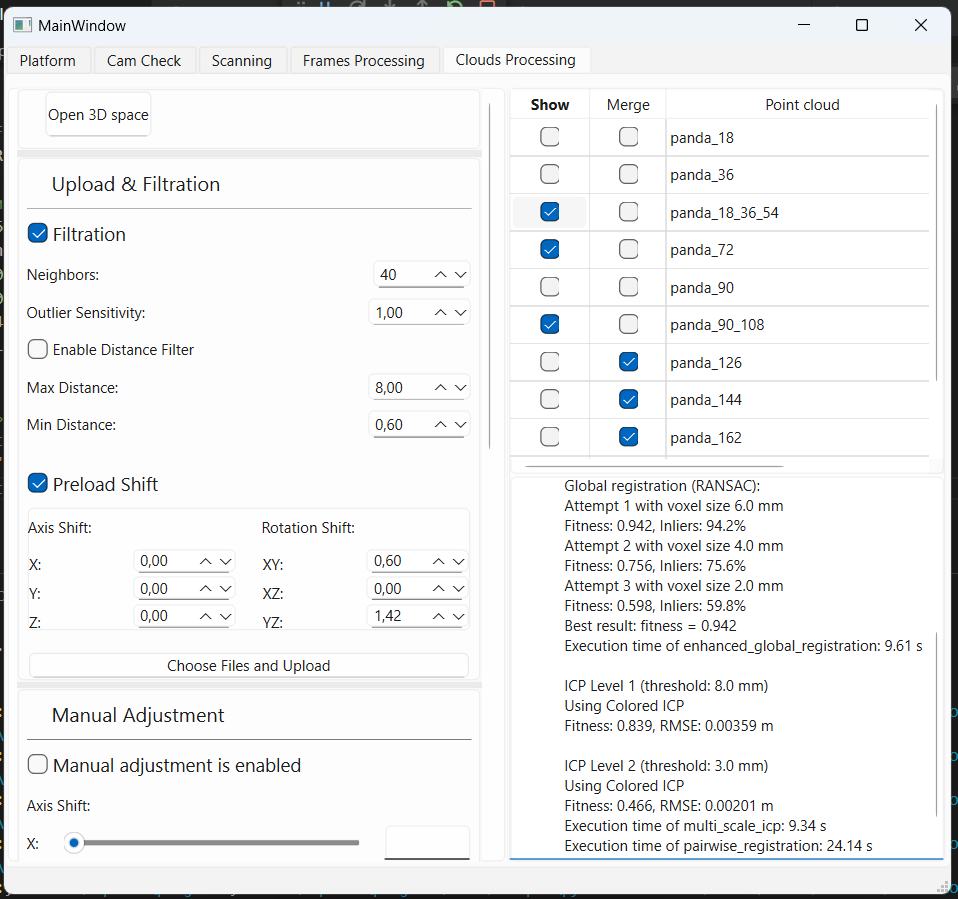 MainWindow
Platform Cam Check Scanning Frames Processing Clouds Processing
Open 3D space
Upload & Filtration
Filtration
Neighbors: 40
Outlier Sensitivity: 1,00
Enable Distance Filter
Max Distance: 8,00
Min Distance: 0,60
Preload Shift
Axis Shift: Rotation Shift:
X: 0,00 XY: 0,60
Y: 0,00 XZ: 0,00
Z: 0,00 YZ: 1,42
Choose Files and Upload
Manual Adjustment
Manual adjustment is enabled
Axis Shift:
X:
Show Merge Point cloud
panda_18
panda_36
panda_18_36_54
panda_72
panda_90
panda_90_108
panda_126
panda_144
panda_162
Global registration (RANSAC):
Attempt 1 with voxel size 6.0 mm
Fitness: 0.942, Inliers: 94.2%
Attempt 2 with voxel size 4.0 mm
Fitness: 0.756, Inliers: 75.6%
Attempt 3 with voxel size 2.0 mm
Fitness: 0.598, Inliers: 59.8%
Best result: fitness = 0.942
Execution time of enhanced_global_registration: 9.61 s
ICP Level 1 (threshold: 8.0 mm)
Using Colored ICP
Fitness: 0.839, RMSE: 0.00359 m
ICP Level 2 (threshold: 3.0 mm)
Using Colored ICP
Fitness: 0.466, RMSE: 0.00201 m
Execution time of multi_scale_icp: 9.34 s
Execution time of pairwise_registration: 24.14 s